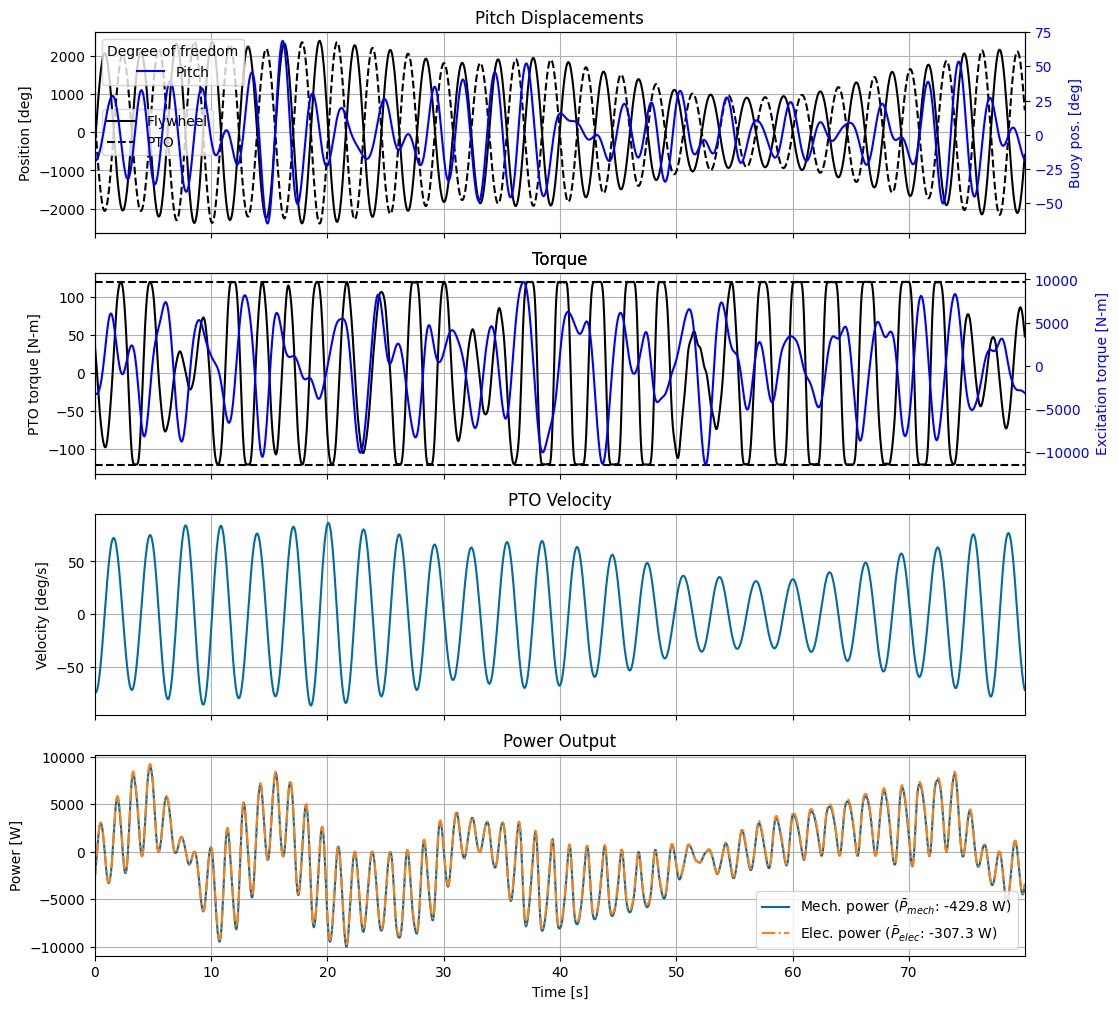 Pitch Displacements
Degree of freedom
Pitch
Flywheel
PTO
Position [deg]
2000
1000
0
−1000
−2000
Buoy pos. [deg]
75
50
25
0
−25
−50
Torque
PTO torque [N-m]
100
50
0
−50
−100
Excitation torque [N-m]
10000
5000
0
−5000
−10000
PTO Velocity
Velocity [deg/s]
50
0
−50
Power Output
Power [W]
10000
5000
0
−5000
−10000
Mech. power (P̄mech: -429.8 W)
Elec. power (P̄elec: -307.3 W)
0 10 20 30 40 50 60 70
Time [s]